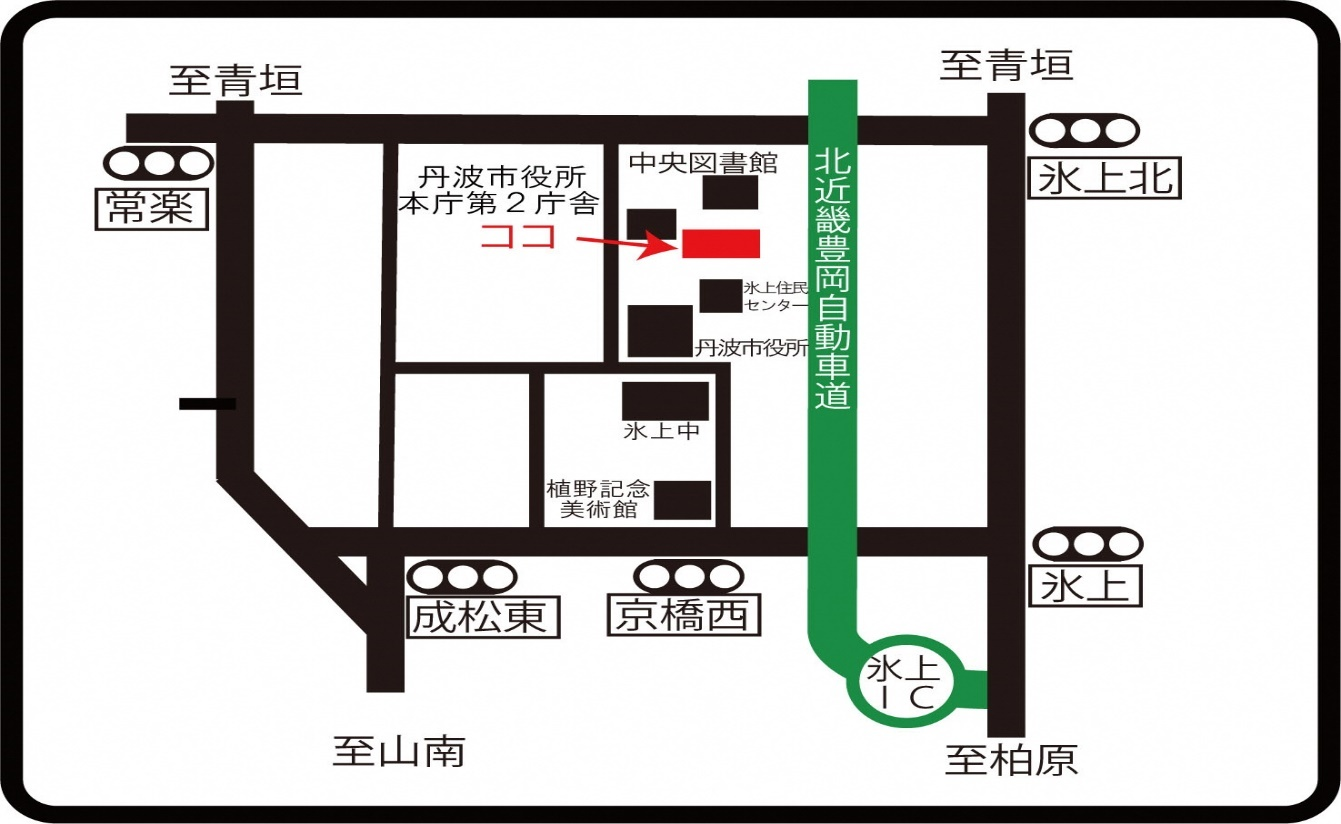 至青垣
至青垣
常楽
氷上北
中央図書館
丹波市役所
本庁第２庁舎
ココ
北近畿豊岡自動車道
氷上住民
センター
丹波市役所
氷上中
植野記念
美術館
成松東
京橋西
氷上
氷上
ＩＣ
至山南
至柏原